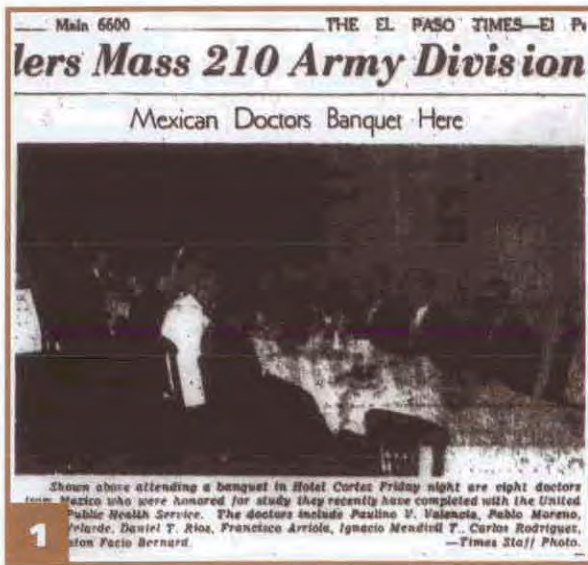 Main 6600 THE EL PASO TIMES—El
lers Mass 210 Army Division
Mexican Doctors Banquet Here
Shown above attending a banquet in Hotel Cortez Friday night are eight doctors
from Mexico who were honored for study they recently have completed with the United
Public Health Service. The doctors include Paulino V. Valencia, Pablo Moreno,
Daniel T. Rios, Francisco Arriola, Ignacio Mendivil T., Carlos Rodriguez,
Facio Bernard. —Times Staff Photo.
1